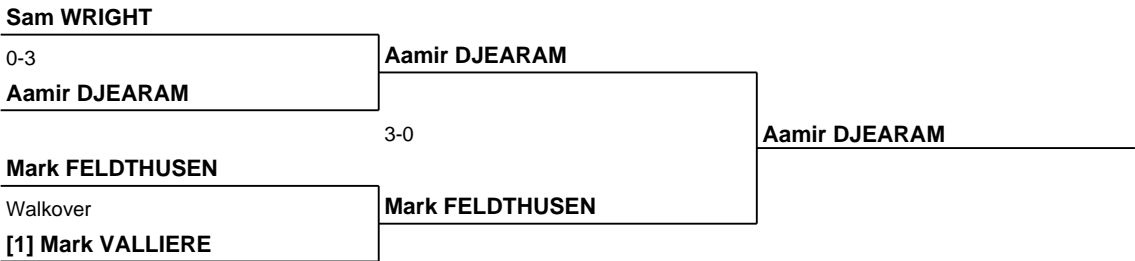 Sam WRIGHT
0-3
Aamir DJEARAM
Aamir DJEARAM
3-0
Aamir DJEARAM
Mark FELDTHUSEN
Walkover
Mark FELDTHUSEN
[1] Mark VALLIERE